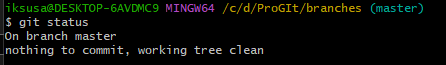 iksusa@DESKTOP-6AVDMC9 MINGW64 /c/d/ProGIt/branches (master)
$ git status
On branch master
nothing to commit, working tree clean